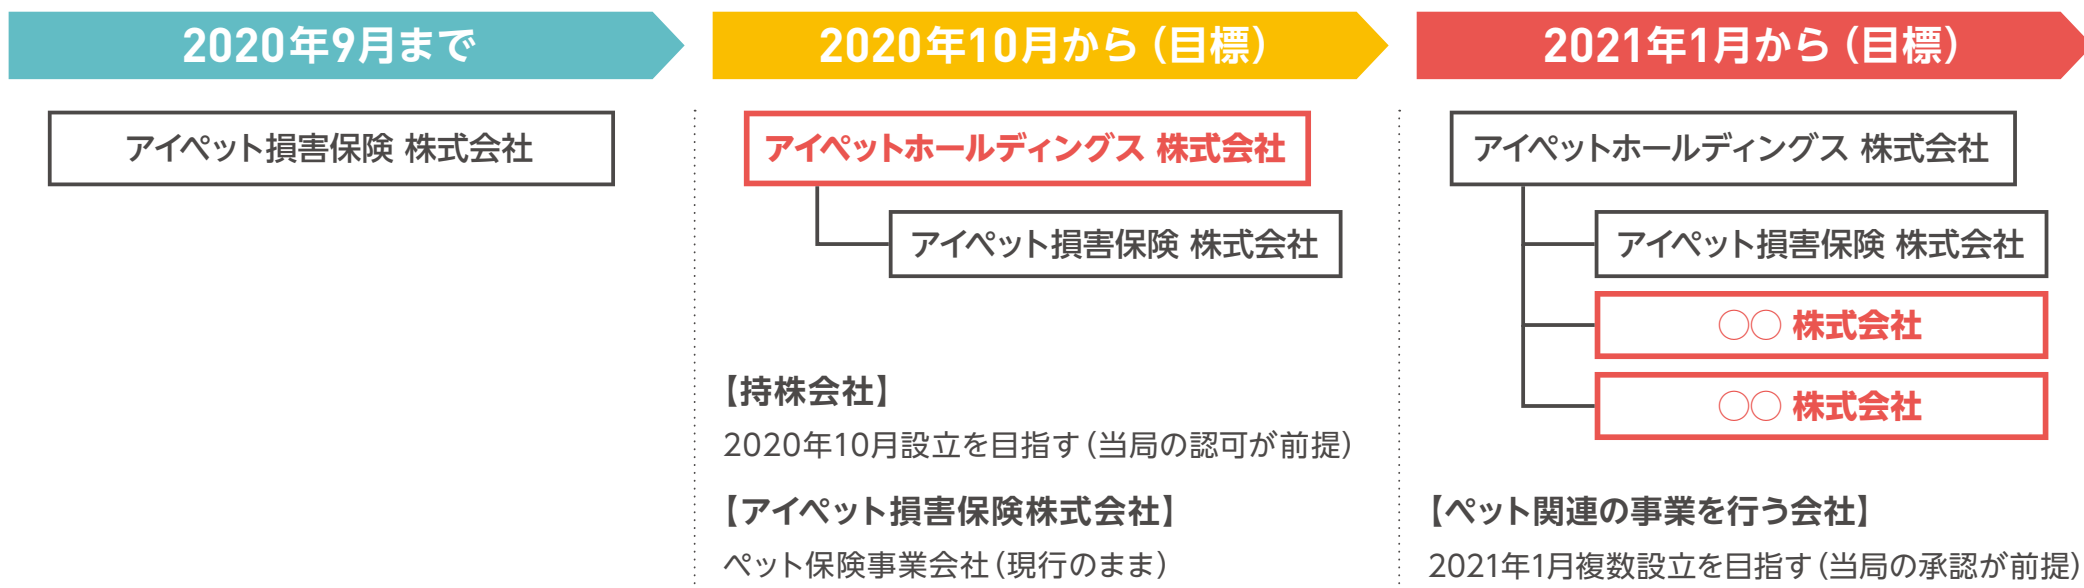 2020年9月まで
アイペット損害保険 株式会社
2020年10月から（目標）
アイペットホールディングス 株式会社
アイペット損害保険 株式会社
【持株会社】
2020年10月設立を目指す（当局の認可が前提）
【アイペット損害保険株式会社】
ペット保険事業会社（現行のまま）
2021年1月から（目標）
アイペットホールディングス 株式会社
アイペット損害保険 株式会社
○○ 株式会社
○○ 株式会社
【ペット関連の事業を行う会社】
2021年1月複数設立を目指す（当局の承認が前提）